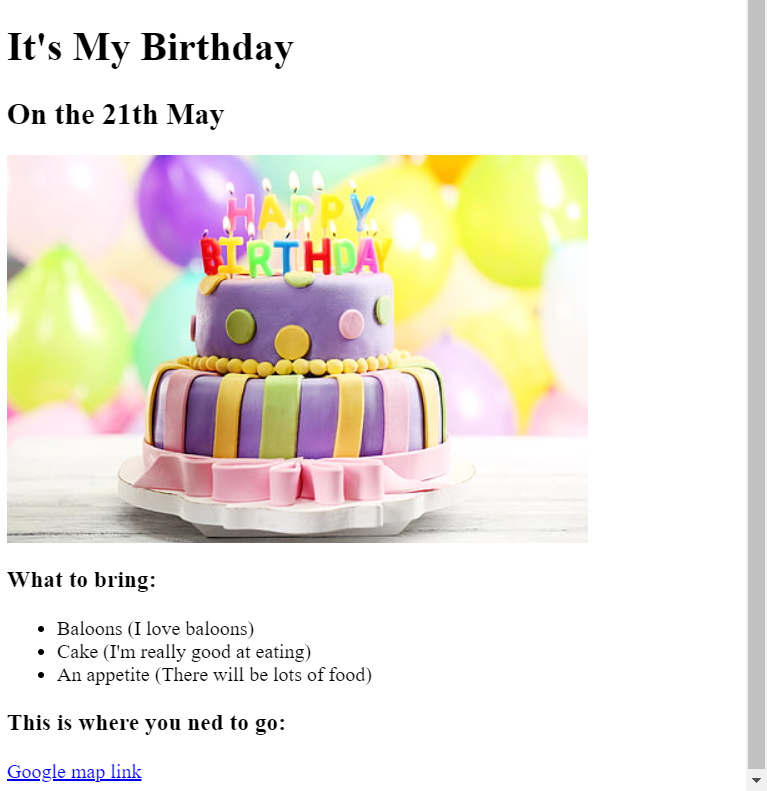 It's My Birthday
On the 21th May
HAPPY
BIRTHDAY
What to bring:
Baloons (I love baloons)
Cake (I'm really good at eating)
An appetite (There will be lots of food)
This is where you ned to go:
Google map link